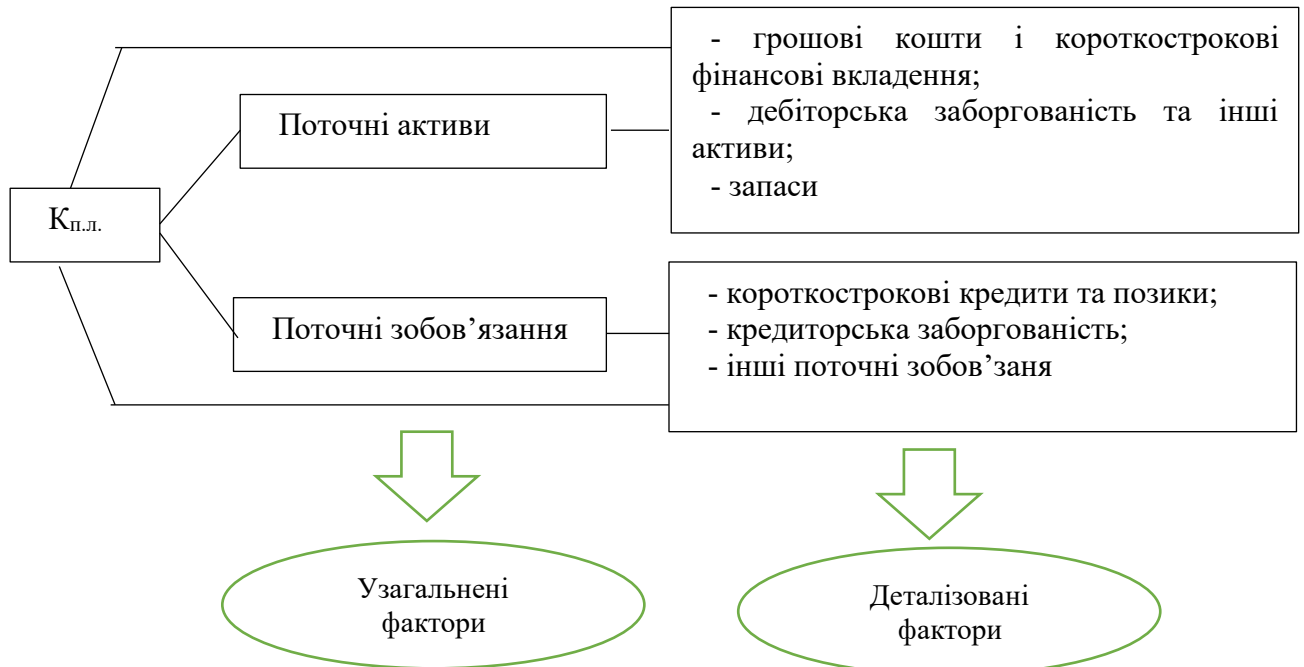 - грошові кошти і короткострокові
фінансові вкладення;
- дебіторська заборгованість та інші
активи;
- запаси
Поточні активи
Кп.л.
Поточні зобов’язання
- короткострокові кредити та позики;
- кредиторська заборгованість;
- інші поточні зобов’заня
Узагальнені
фактори
Деталізовані
фактори